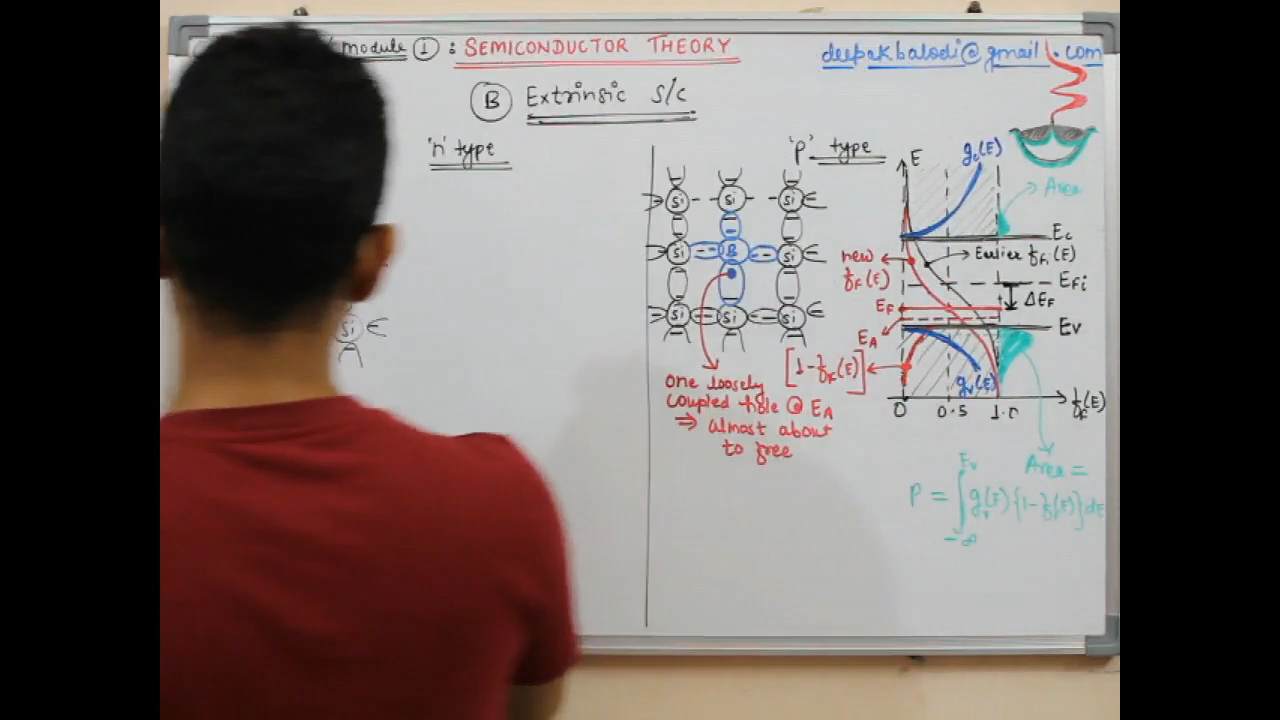 module ① : SEMICONDUCTOR THEORY
deepakbalodi@gmail.com
Ⓑ Extrinsic S/C
'n' type
'p' type
Si Si Si
Si B Si
Si Si Si
Si
one loosely
coupled hole @ EA
⇒ almost about
to free
E
gc(E)
Area
Ec
Earlier fF(E)
new
fF(E)
EFi
ΔEF
EF
EA
Ev
[1-fF(E)]
gv(E)
0 0.5 1.0 fF(E)
Area =
P = ∫ Ev -∞ gv(E){1-fF(E)}dE